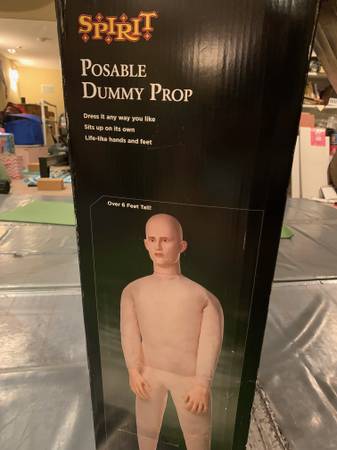 SPIRIT
POSABLE
DUMMY PROP
Dress it any way you like
Sits up on its own
Life-like hands and feet
Over 6 Feet Tall!